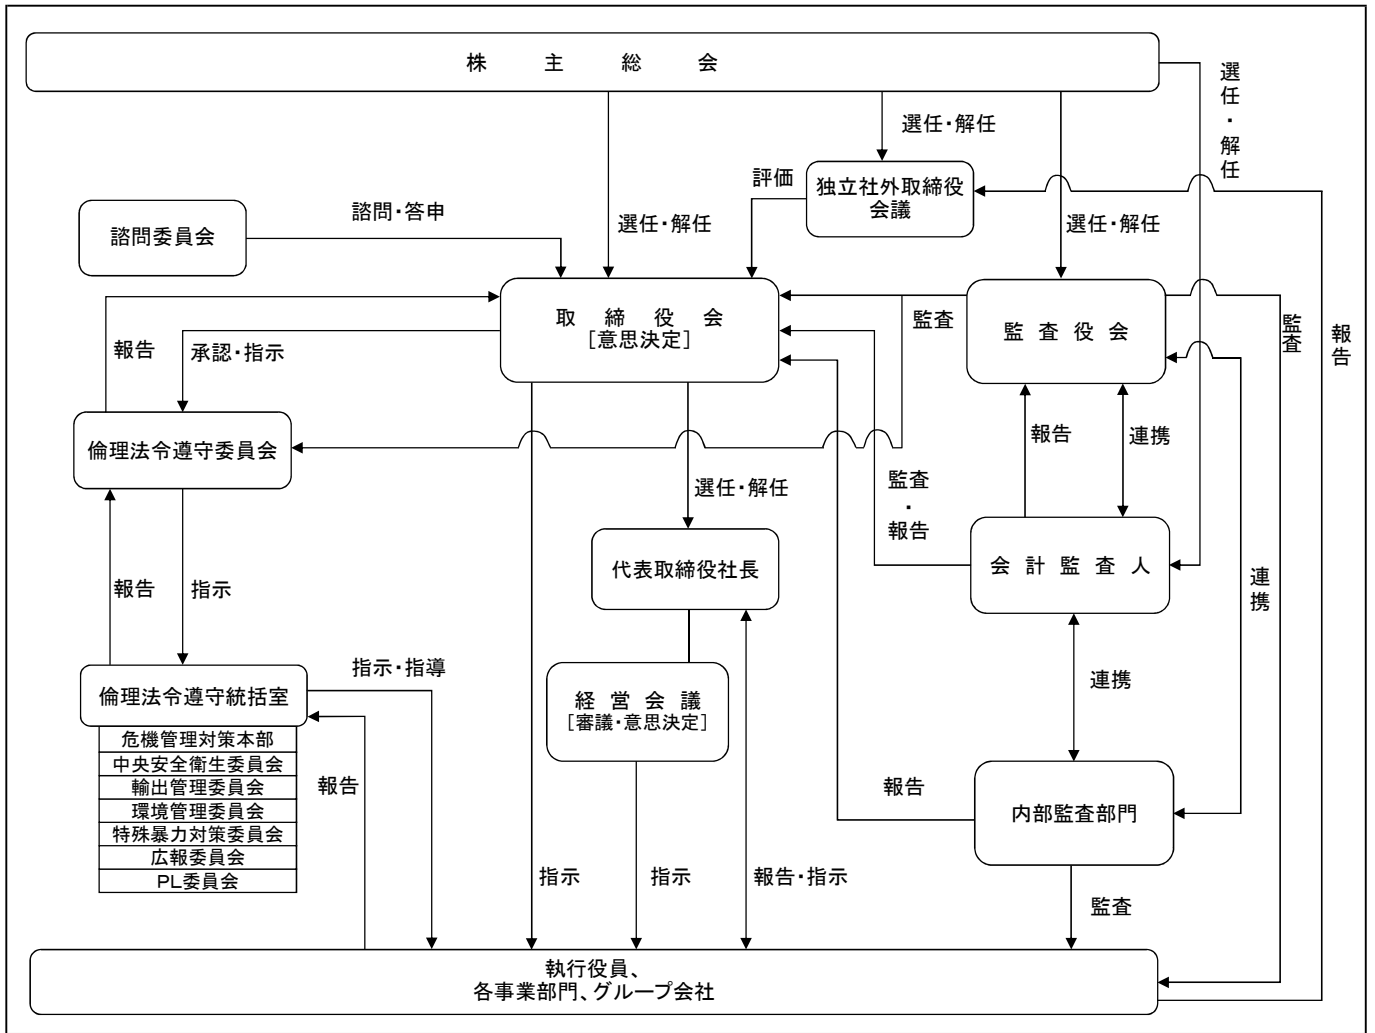 株主総会
選任・解任
選任・解任
評価
独立社外取締役
会議
諮問・答申
諮問委員会
選任・解任
選任・解任
取締役会
[意思決定]
監査
監査役会
監査
報告
報告
承認・指示
倫理法令遵守委員会
報告
連携
監査・報告
選任・解任
代表取締役社長
会計監査人
報告
指示
連携
指示・指導
倫理法令遵守統括室
経営会議
[審議・意思決定]
連携
危機管理対策本部
中央安全衛生委員会
輸出管理委員会
環境管理委員会
特殊暴力対策委員会
広報委員会
PL委員会
報告
報告
内部監査部門
指示
指示
報告・指示
監査
執行役員、
各事業部門、グループ会社